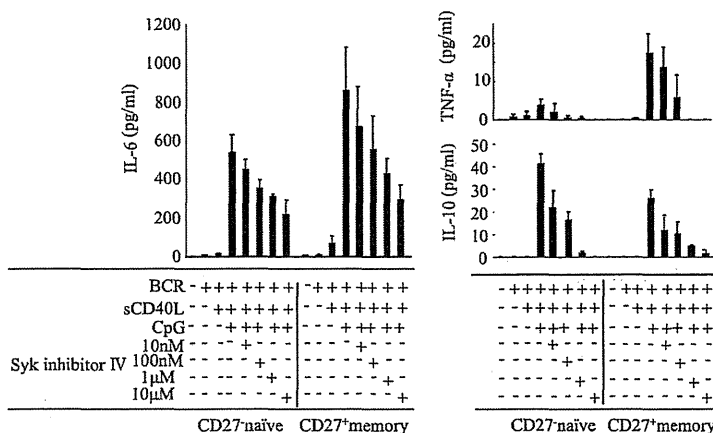 1200
1000
800
600
400
200
0
IL-6 (pg/ml)
20
10
0
TNF-α (pg/ml)
50
40
30
20
10
0
IL-10 (pg/ml)
BCR - + + + + + + + - + + + + + + +
sCD40L - - + + + + + + - - + + + + + +
CpG - - - + + + + + - - - + + + + +
Syk inhibitor IV
10nM - - - - + - - - - - - - + - - -
100nM - - - - - + - - - - - - - + - -
1μM - - - - - - + - - - - - - - + -
10μM - - - - - - - + - - - - - - - +
CD27⁻naïve CD27⁺memory
- + + + + + + + - + + + + + + +
- - + + + + + + - - + + + + + +
- - - + + + + + - - - + + + + +
- - - - + - - - - - - - + - - -
- - - - - + - - - - - - - + - -
- - - - - - + - - - - - - - + -
- - - - - - - + - - - - - - - +
CD27⁻naïve CD27⁺memory